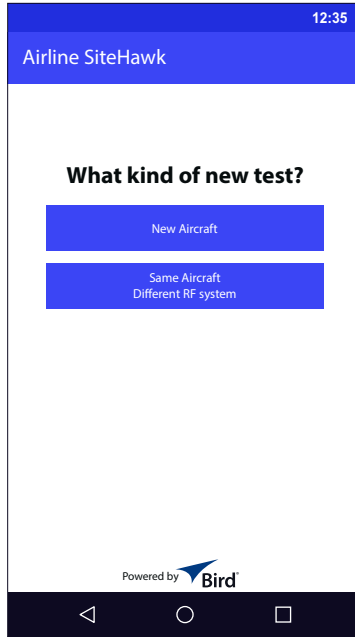 12:35
Airline SiteHawk
What kind of new test?
New Aircraft
Same Aircraft
Different RF system
Powered by Bird